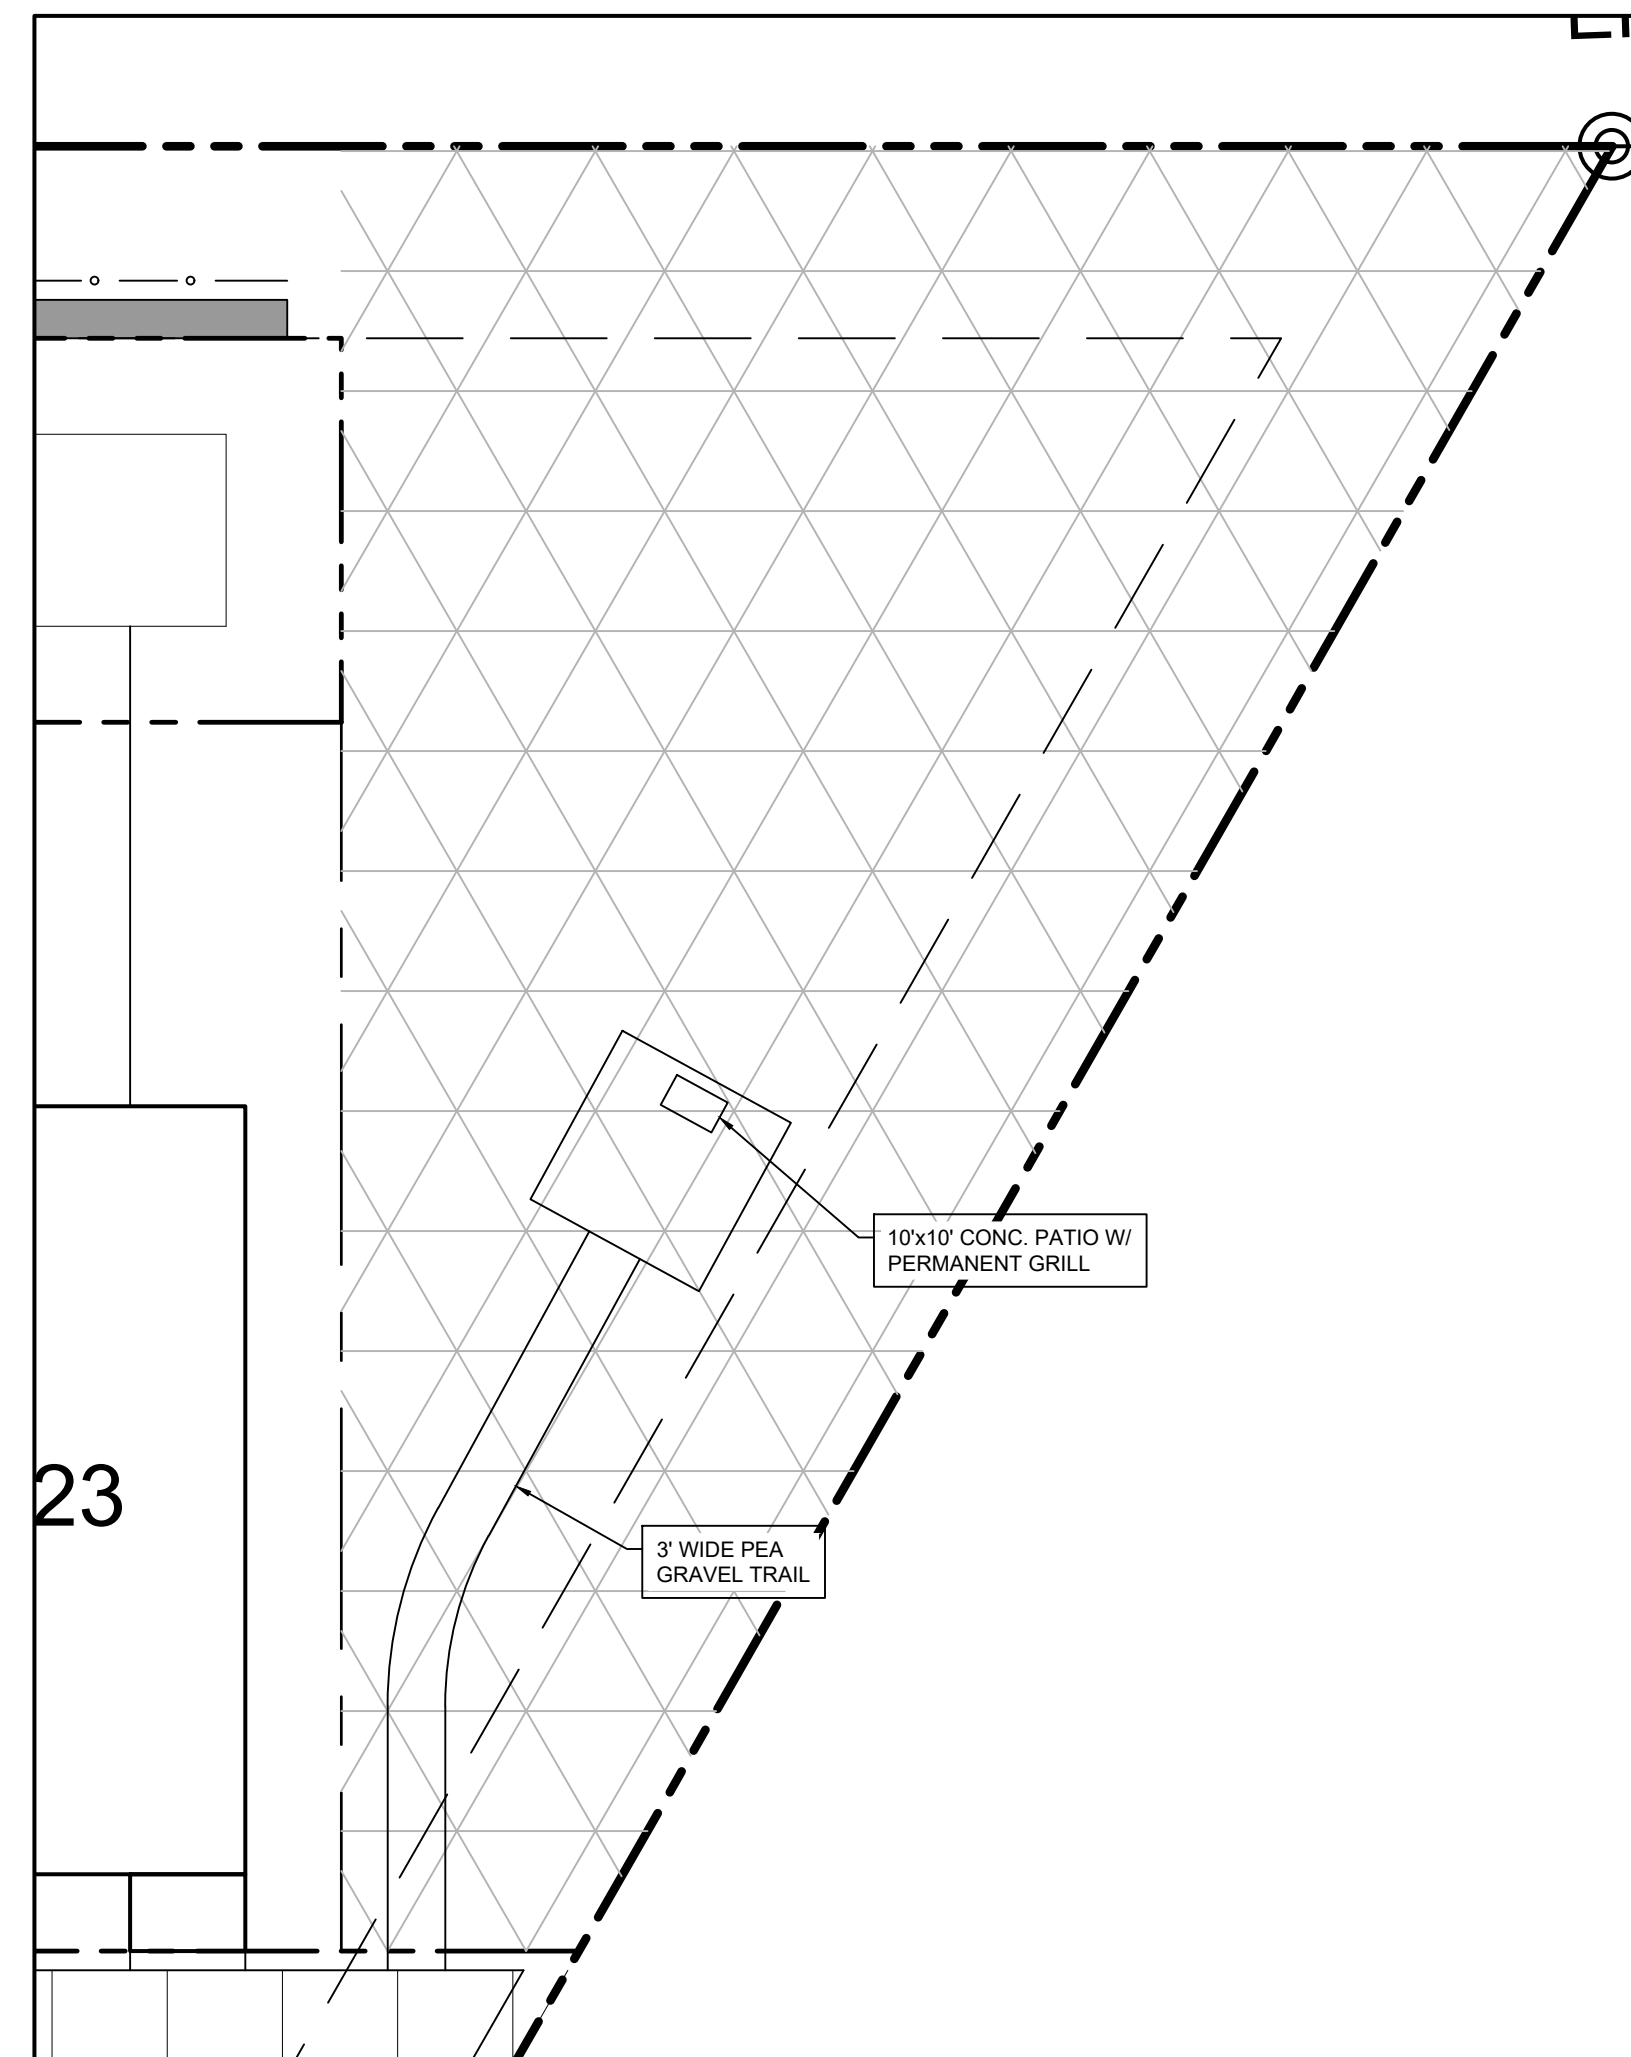 10'x10' CONC. PATIO W/
PERMANENT GRILL
23
3' WIDE PEA
GRAVEL TRAIL